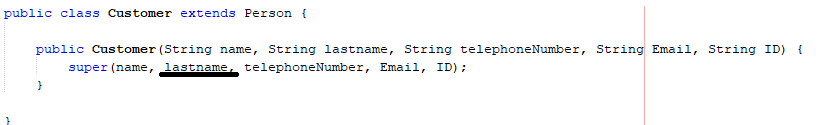 public class Customer extends Person {
public Customer(String name, String lastname, String telephoneNumber, String Email, String ID) {
super(name, lastname, telephoneNumber, Email, ID);
}
}